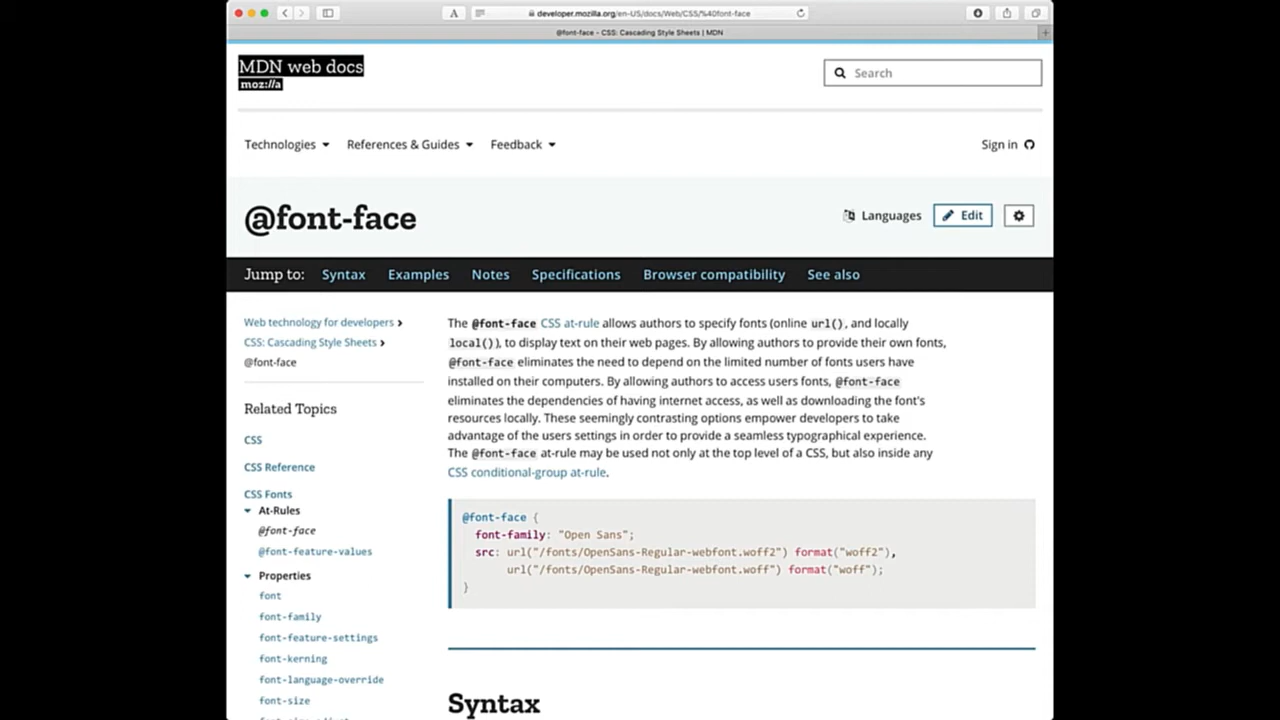 A
developer.mozilla.org/en-US/docs/Web/CSS/%40font-face
@font-face - CSS: Cascading Style Sheets | MDN
MDN web docs
moz://a
Search
Technologies References & Guides Feedback
Sign in
@font-face
Languages Edit
Jump to: Syntax Examples Notes Specifications Browser compatibility See also
Web technology for developers
CSS: Cascading Style Sheets
@font-face
Related Topics
CSS
CSS Reference
CSS Fonts
At-Rules
@font-face
@font-feature-values
Properties
font
font-family
font-feature-settings
font-kerning
font-language-override
font-size
The @font-face CSS at-rule allows authors to specify fonts (online url(), and locally
local()), to display text on their web pages. By allowing authors to provide their own fonts,
@font-face eliminates the need to depend on the limited number of fonts users have
installed on their computers. By allowing authors to access users fonts, @font-face
eliminates the dependencies of having internet access, as well as downloading the font's
resources locally. These seemingly contrasting options empower developers to take
advantage of the users settings in order to provide a seamless typographical experience.
The @font-face at-rule may be used not only at the top level of a CSS, but also inside any
CSS conditional-group at-rule.
@font-face {
font-family: "Open Sans";
src: url("/fonts/OpenSans-Regular-webfont.woff2") format("woff2"),
url("/fonts/OpenSans-Regular-webfont.woff") format("woff");
}
Syntax